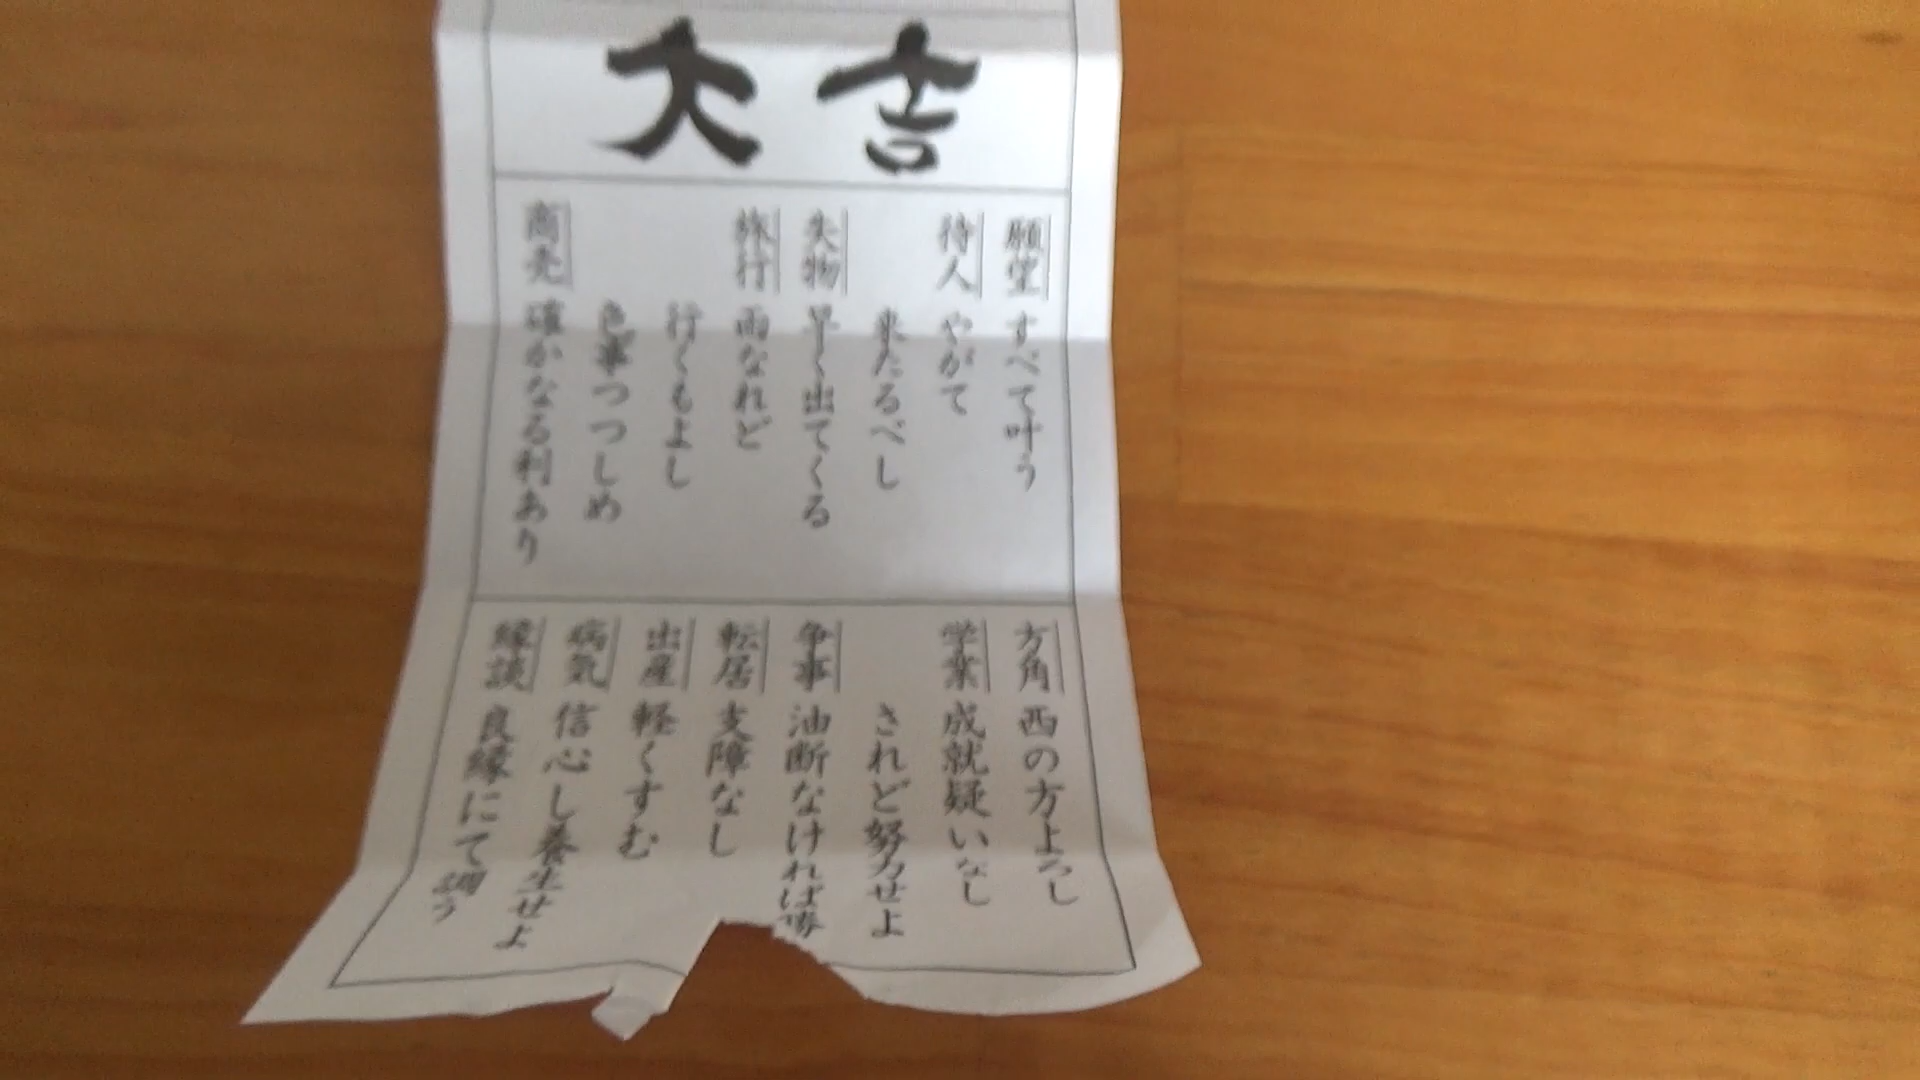 大吉
願望 すべて叶う
待人 やがて
来たるべし
失物 早く出てくる
旅行 雨なれど
行くもよし
色事つつしめ
商売 確かなる利あり
方角 西の方よろし
学業 成就疑いなし
されど努力せよ
争事 油断なければ勝
転居 支障なし
出産 軽くすむ
病気 信心し養生せよ
縁談 良縁にて調う